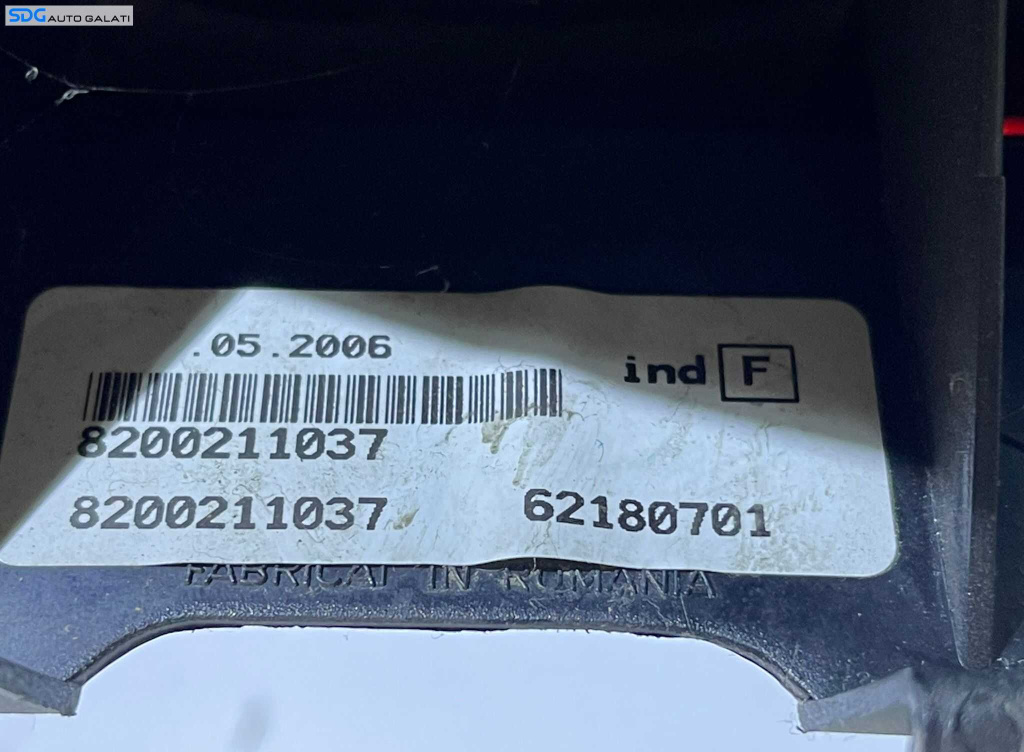 SDG AUTO GALATI
.05.2006
ind F
8200211037
8200211037 62180701
FABRICAT IN ROMANIA